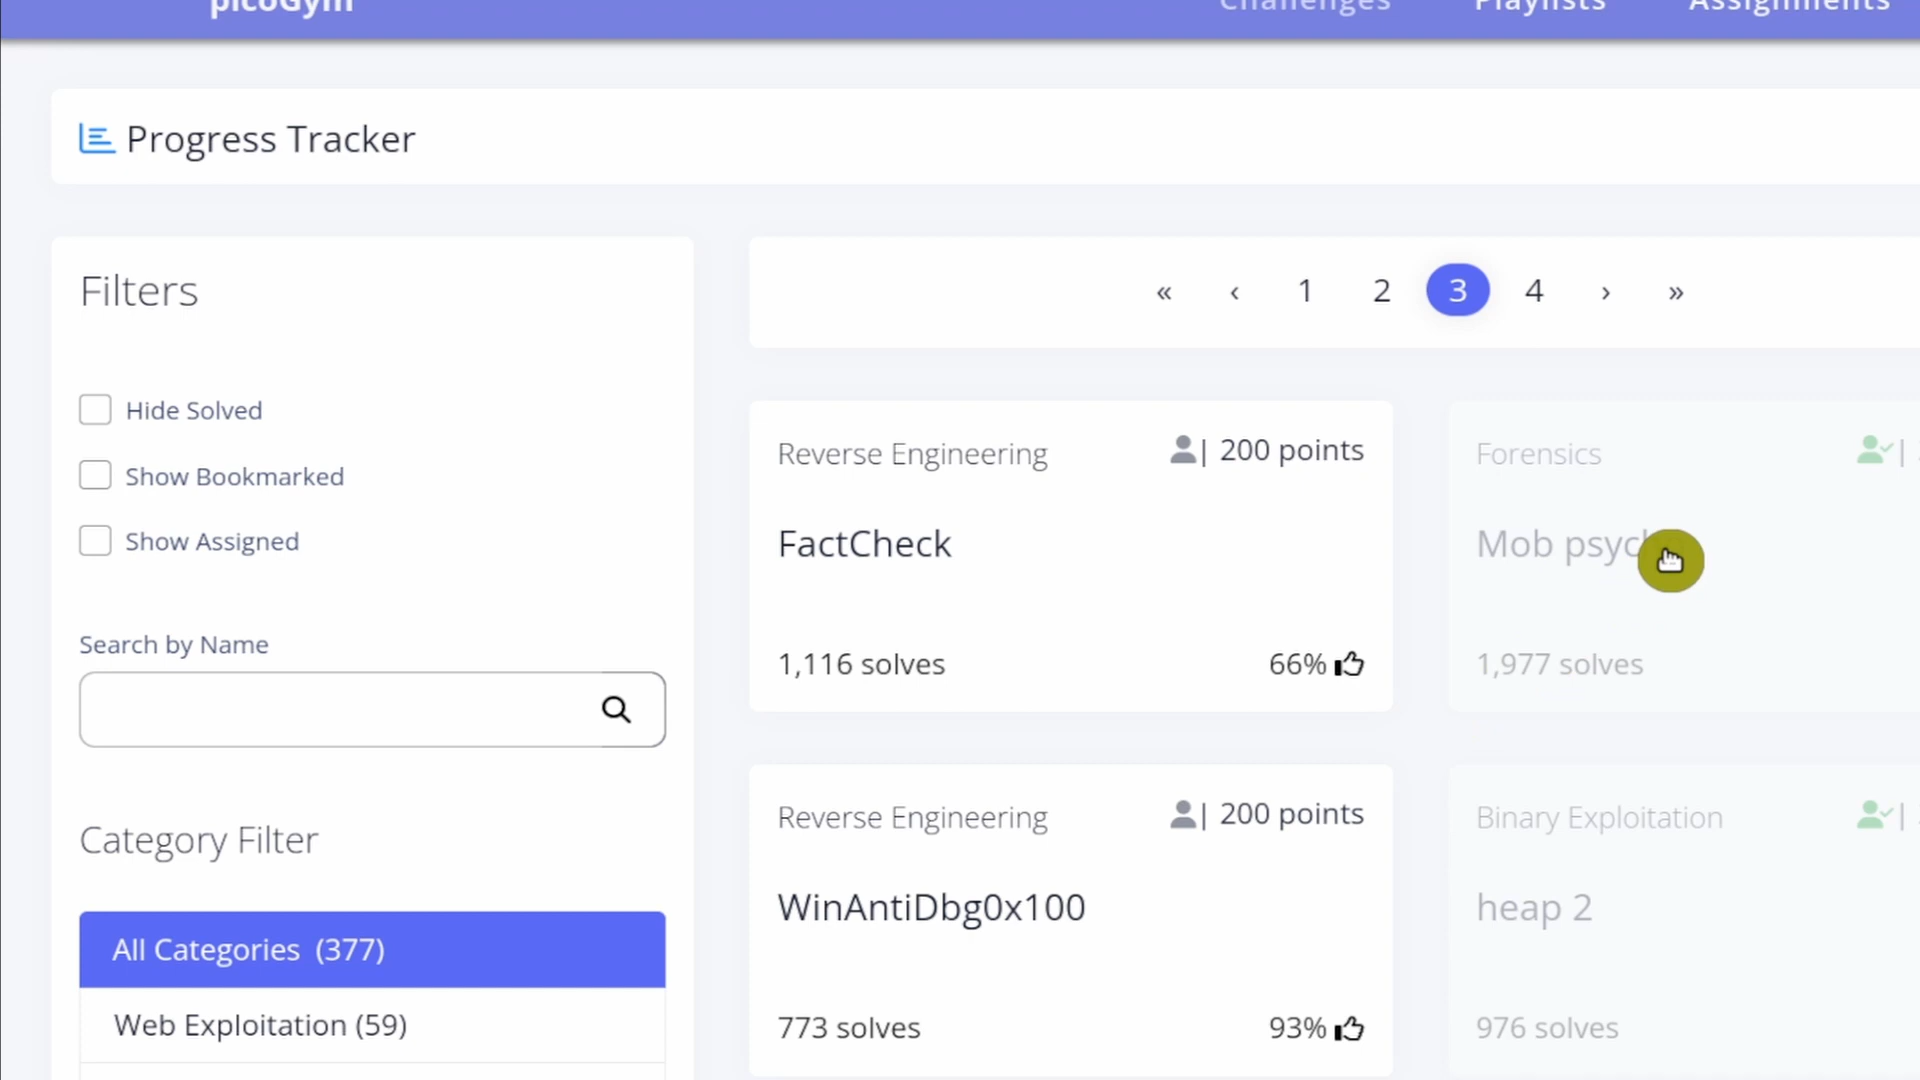 picoGym
Challenges Playlists Assignments
Progress Tracker
Filters
Hide Solved
Show Bookmarked
Show Assigned
Search by Name
Category Filter
All Categories (377)
Web Exploitation (59)
« ‹ 1 2 3 4 › »
Reverse Engineering | 200 points
FactCheck
1,116 solves 66%
Forensics |
Mob
1,977 solves
Reverse Engineering | 200 points
WinAntiDbg0x100
773 solves 93%
Binary Exploitation |
heap 2
976 solves